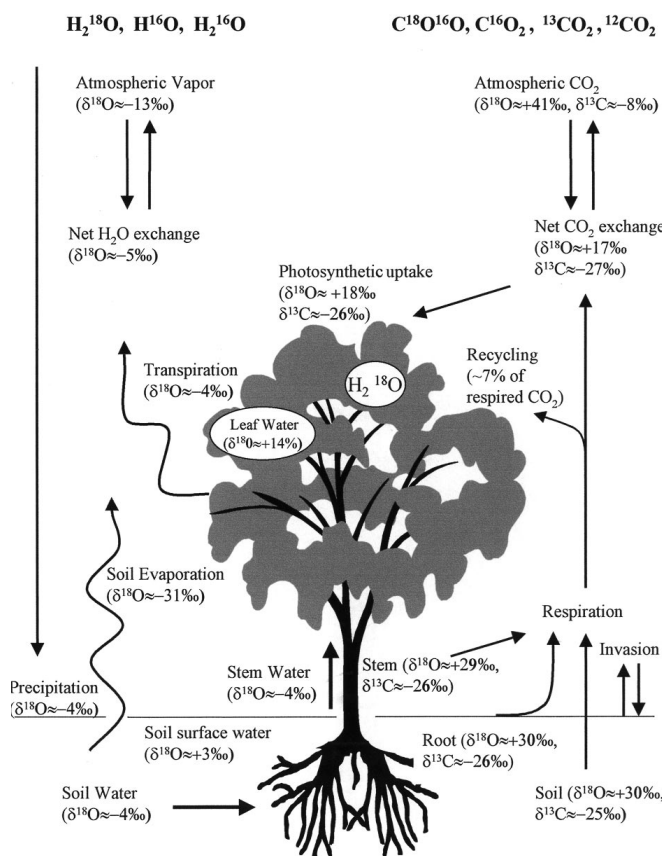 H₂¹⁸O, H¹⁶O, H₂¹⁶O
C¹⁸O¹⁶O, C¹⁶O₂, ¹³CO₂, ¹²CO₂
Atmospheric Vapor
(δ¹⁸O≈−13‰)
Atmospheric CO₂
(δ¹⁸O≈+41‰, δ¹³C≈−8‰)
Net H₂O exchange
(δ¹⁸O≈−5‰)
Net CO₂ exchange
(δ¹⁸O≈+17‰
δ¹³C≈−27‰)
Photosynthetic uptake
(δ¹⁸O≈ +18‰
δ¹³C≈−26‰)
Transpiration
(δ¹⁸O≈−4‰)
Recycling
(~7% of
respired CO₂)
H₂ ¹⁸O
Leaf Water
(δ¹⁸0≈+14%)
Soil Evaporation
(δ¹⁸O≈−31‰)
Respiration
Invasion
Stem Water
(δ¹⁸O≈−4‰)
Stem (δ¹⁸O≈+29‰,
δ¹³C≈−26‰)
Precipitation
(δ¹⁸O≈−4‰)
Soil surface water
(δ¹⁸O≈+3‰)
Root (δ¹⁸O≈+30‰,
δ¹³C≈−26‰)
Soil Water
(δ¹⁸O≈−4‰)
Soil (δ¹⁸O≈+30‰,
δ¹³C≈−25‰)